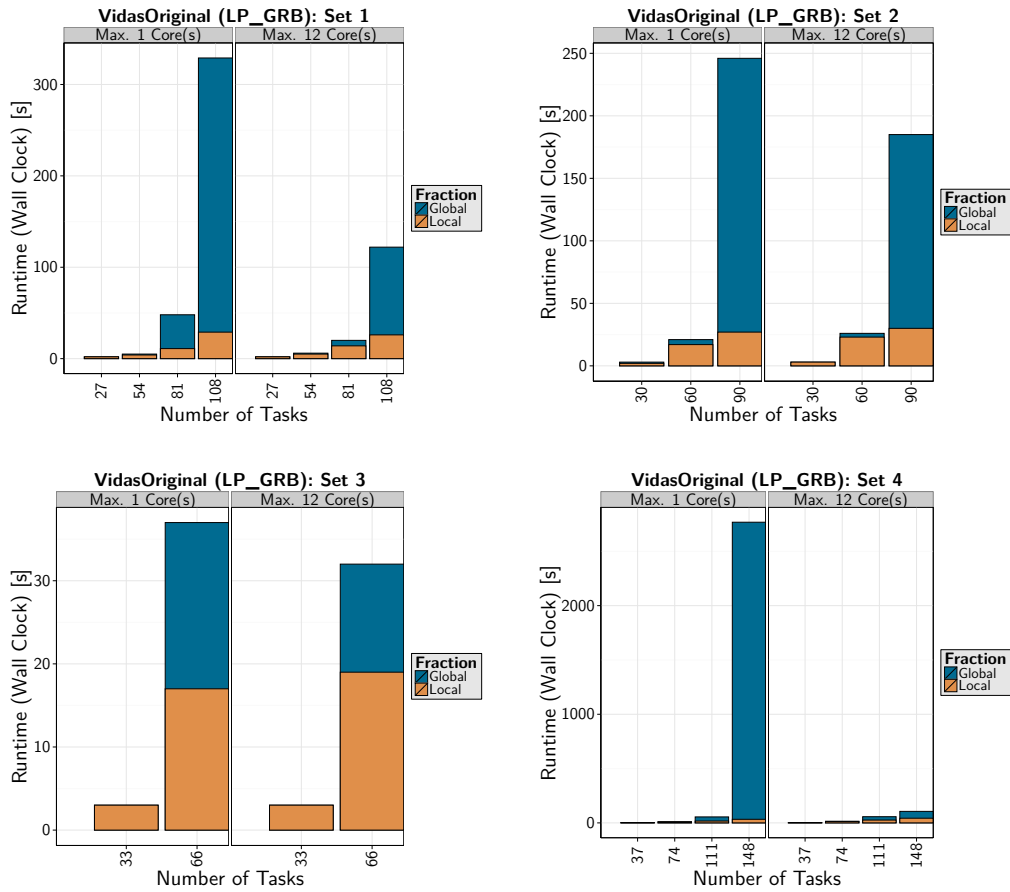 VidasOriginal (LP_GRB): Set 1
Max. 1 Core(s) Max. 12 Core(s)
Runtime (Wall Clock) [s]
300
200
100
0
27 54 81 108 27 54 81 108
Number of Tasks
Fraction
Global
Local
VidasOriginal (LP_GRB): Set 2
Max. 1 Core(s) Max. 12 Core(s)
Runtime (Wall Clock) [s]
250
200
150
100
50
0
30 60 90 30 60 90
Number of Tasks
Fraction
Global
Local
VidasOriginal (LP_GRB): Set 3
Max. 1 Core(s) Max. 12 Core(s)
Runtime (Wall Clock) [s]
30
20
10
0
33 66 33 66
Number of Tasks
Fraction
Global
Local
VidasOriginal (LP_GRB): Set 4
Max. 1 Core(s) Max. 12 Core(s)
Runtime (Wall Clock) [s]
2000
1000
0
37 74 111 148 37 74 111 148
Number of Tasks
Fraction
Global
Local